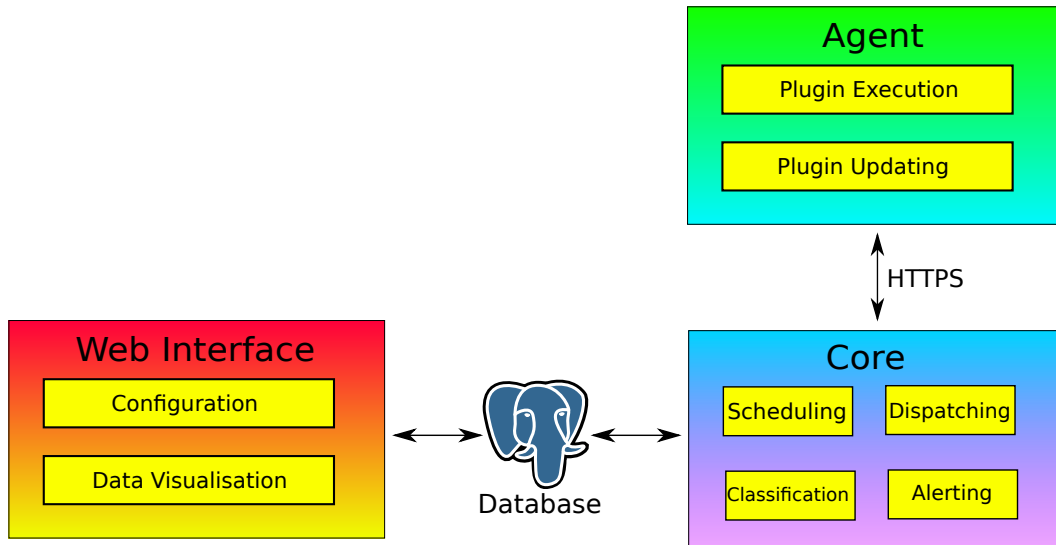 Agent
Plugin Execution
Plugin Updating
HTTPS
Web Interface
Configuration
Data Visualisation
Database
Core
Scheduling
Dispatching
Classification
Alerting